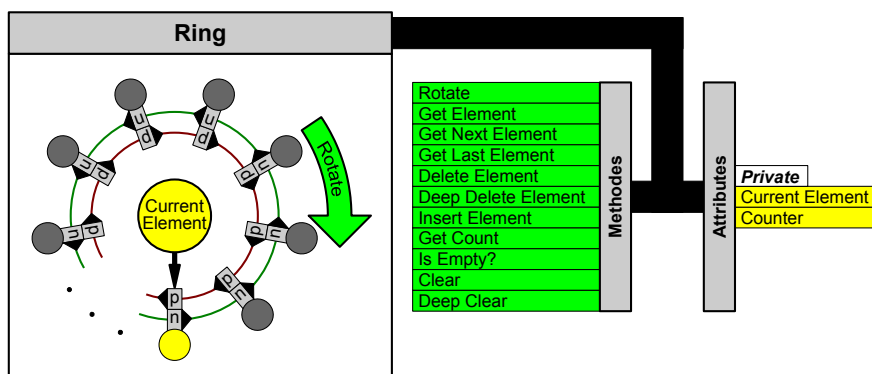 Ring
n p
n p
n p
n p
n p
n p
n p
p
n
Rotate
Current
Element
Rotate
Get Element
Get Next Element
Get Last Element
Delete Element
Deep Delete Element
Insert Element
Get Count
Is Empty?
Clear
Deep Clear
Methodes
Attributes
Private
Current Element
Counter